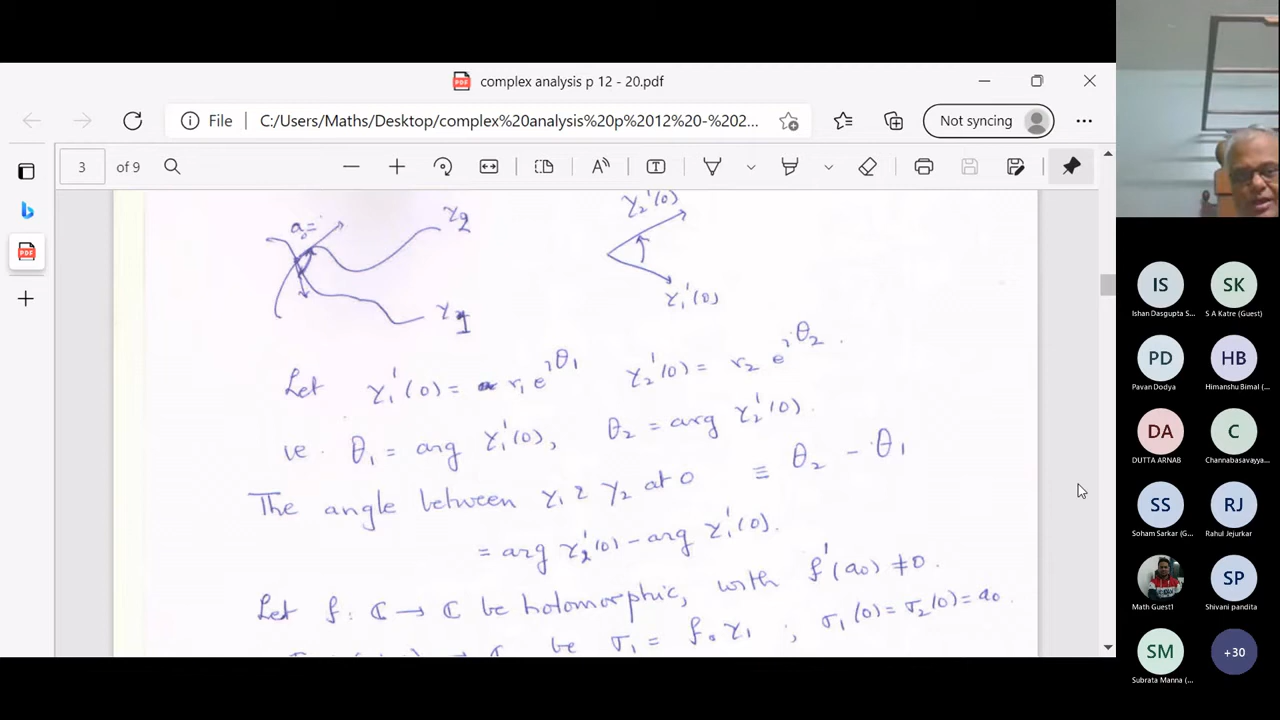 complex analysis p 12 - 20.pdf
File C:/Users/Maths/Desktop/complex%20analysis%20p%2012%20-%202... Not syncing
3 of 9
a₀= γ₂ γ₂'(0)
γ₁ γ₁'(0)
Let γ₁'(0) = r₁ e^{iθ₁} γ₂'(0) = r₂ e^{iθ₂}.
ie. θ₁ = arg γ₁'(0), θ₂ = arg γ₂'(0).
The angle between γ₁ & γ₂ at 0 ≡ θ₂ - θ₁
= arg γ₂'(0) - arg γ₁'(0).
Let f: ℂ → ℂ be holomorphic, with f'(a₀) ≠ 0.
→ ℂ be σ₁ = f∘γ₁ ; σ₁(0) = σ₂(0) = a₀.
IS SK
Ishan Dasgupta S... S A Katre (Guest)
PD HB
Pavan Dodya Himanshu Bimal (...
DA C
DUTTA ARNAB Channabasavayya...
SS RJ
Soham Sarkar (G... Rahul Jejurkar
SP
Math Guest1 Shivani pandita
SM +30
Subrata Manna (...